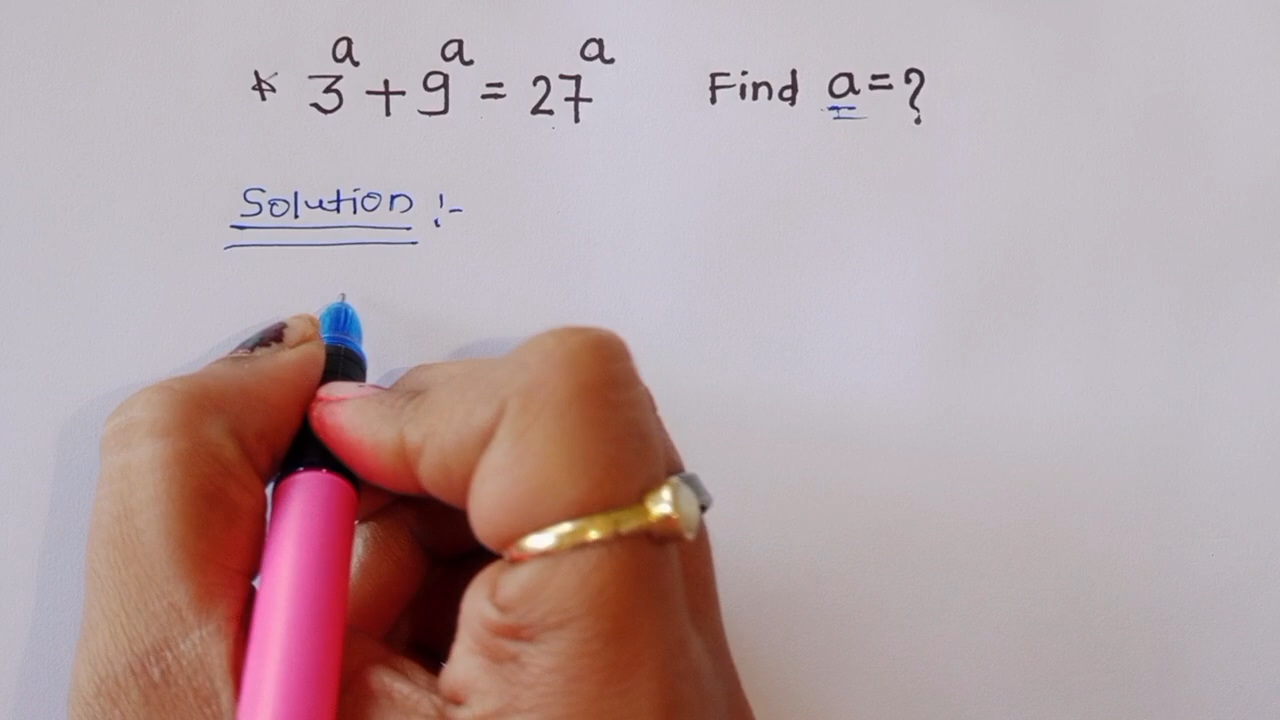 * 3^a + 9^a = 27^a Find a = ?
Solution :-